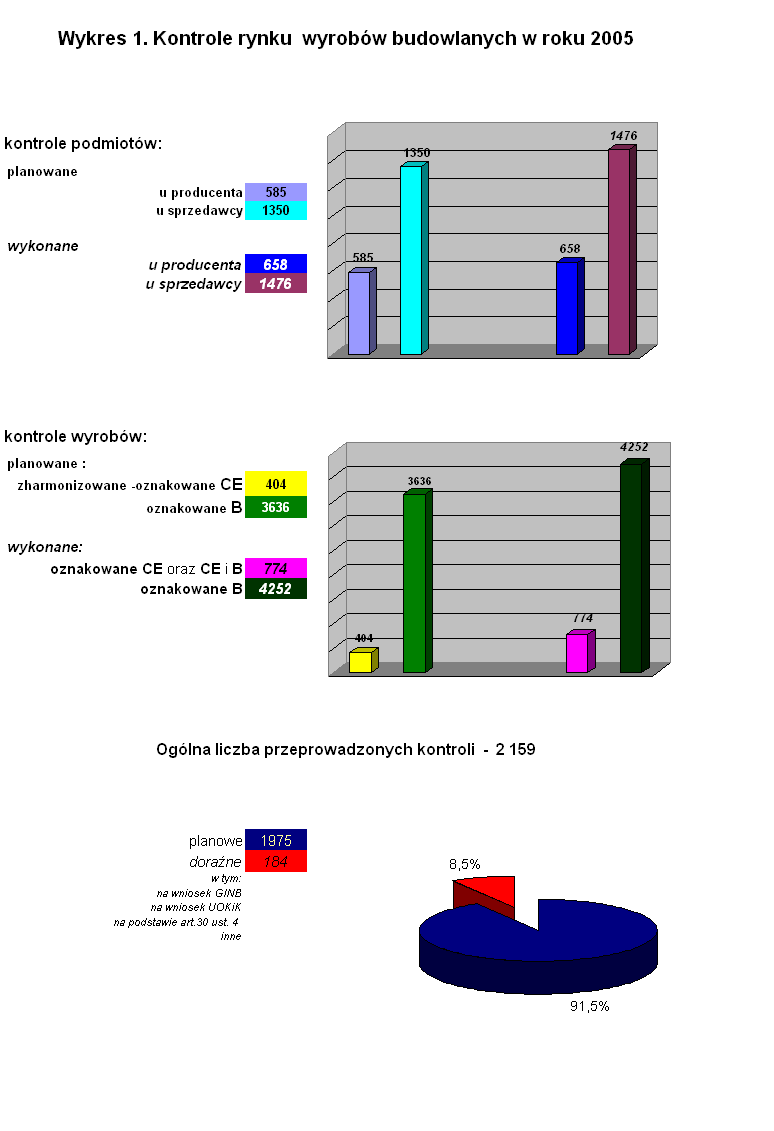 Wykres 1. Kontrole rynku wyrobów budowlanych w roku 2005
kontrole podmiotów:
planowane
u producenta 585
u sprzedawcy 1350
wykonane
u producenta 658
u sprzedawcy 1476
585
1350
658
1476
kontrole wyrobów:
planowane :
zharmonizowane -oznakowane CE 404
oznakowane B 3636
wykonane:
oznakowane CE oraz CE i B 774
oznakowane B 4252
404
3636
774
4252
Ogólna liczba przeprowadzonych kontroli - 2 159
planowe 1975
doraźne 184
w tym:
na wniosek GINB
na wniosek UOKiK
na podstawie art.30 ust. 4
inne
8,5%
91,5%